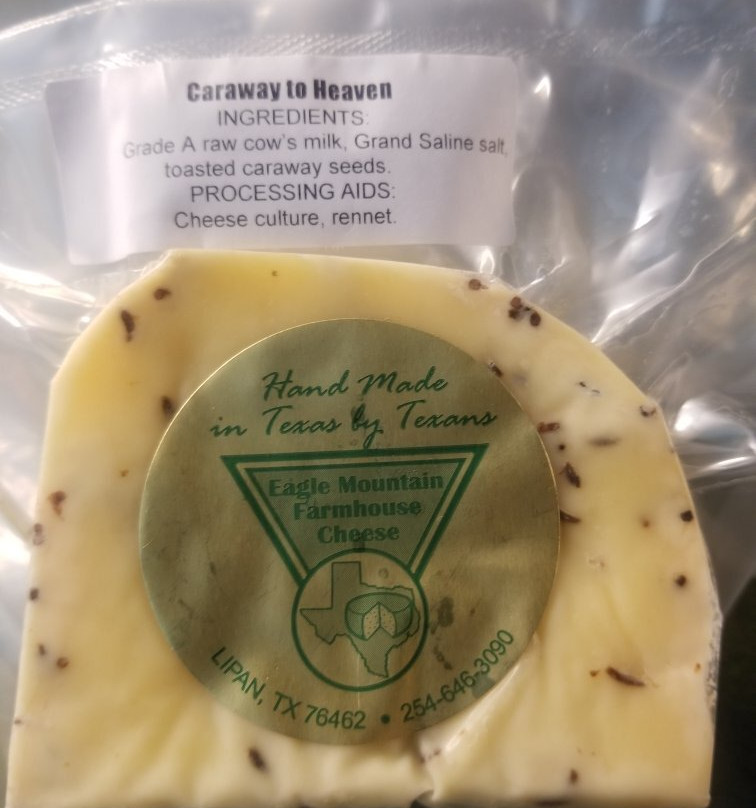 Caraway to Heaven
INGREDIENTS:
Grade A raw cow's milk, Grand Saline salt,
toasted caraway seeds.
PROCESSING AIDS:
Cheese culture, rennet.
Hand Made
in Texas by Texans
Eagle Mountain
Farmhouse
Cheese
LIPAN, TX 76462 • 254-646-3090